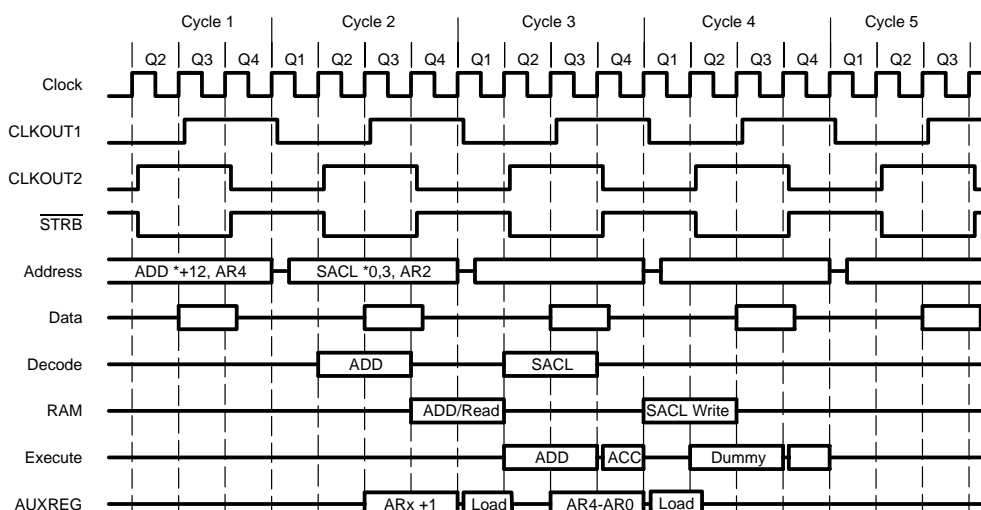 Cycle 1 Cycle 2 Cycle 3 Cycle 4 Cycle 5
Q2 Q3 Q4 Q1 Q2 Q3 Q4 Q1 Q2 Q3 Q4 Q1 Q2 Q3 Q4 Q1 Q2 Q3
Clock
CLKOUT1
CLKOUT2
STRB
Address ADD *+12, AR4 SACL *0,3, AR2
Data
Decode ADD SACL
RAM ADD/Read SACL Write
Execute ADD ACC Dummy
AUXREG ARx +1 Load AR4-AR0 Load